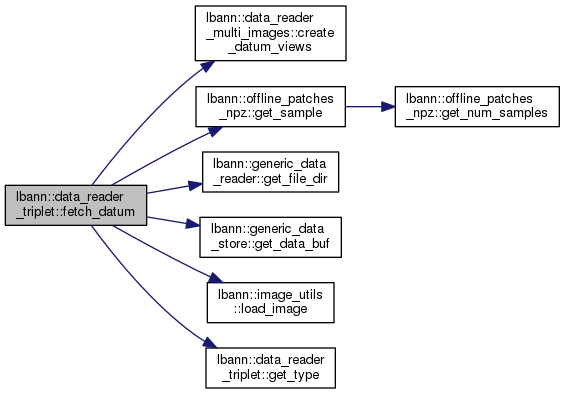 lbann::data_reader
_multi_images::create
_datum_views
lbann::offline_patches
_npz::get_sample
lbann::offline_patches
_npz::get_num_samples
lbann::generic_data
_reader::get_file_dir
lbann::data_reader
_triplet::fetch_datum
lbann::generic_data
_store::get_data_buf
lbann::image_utils
::load_image
lbann::data_reader
_triplet::get_type